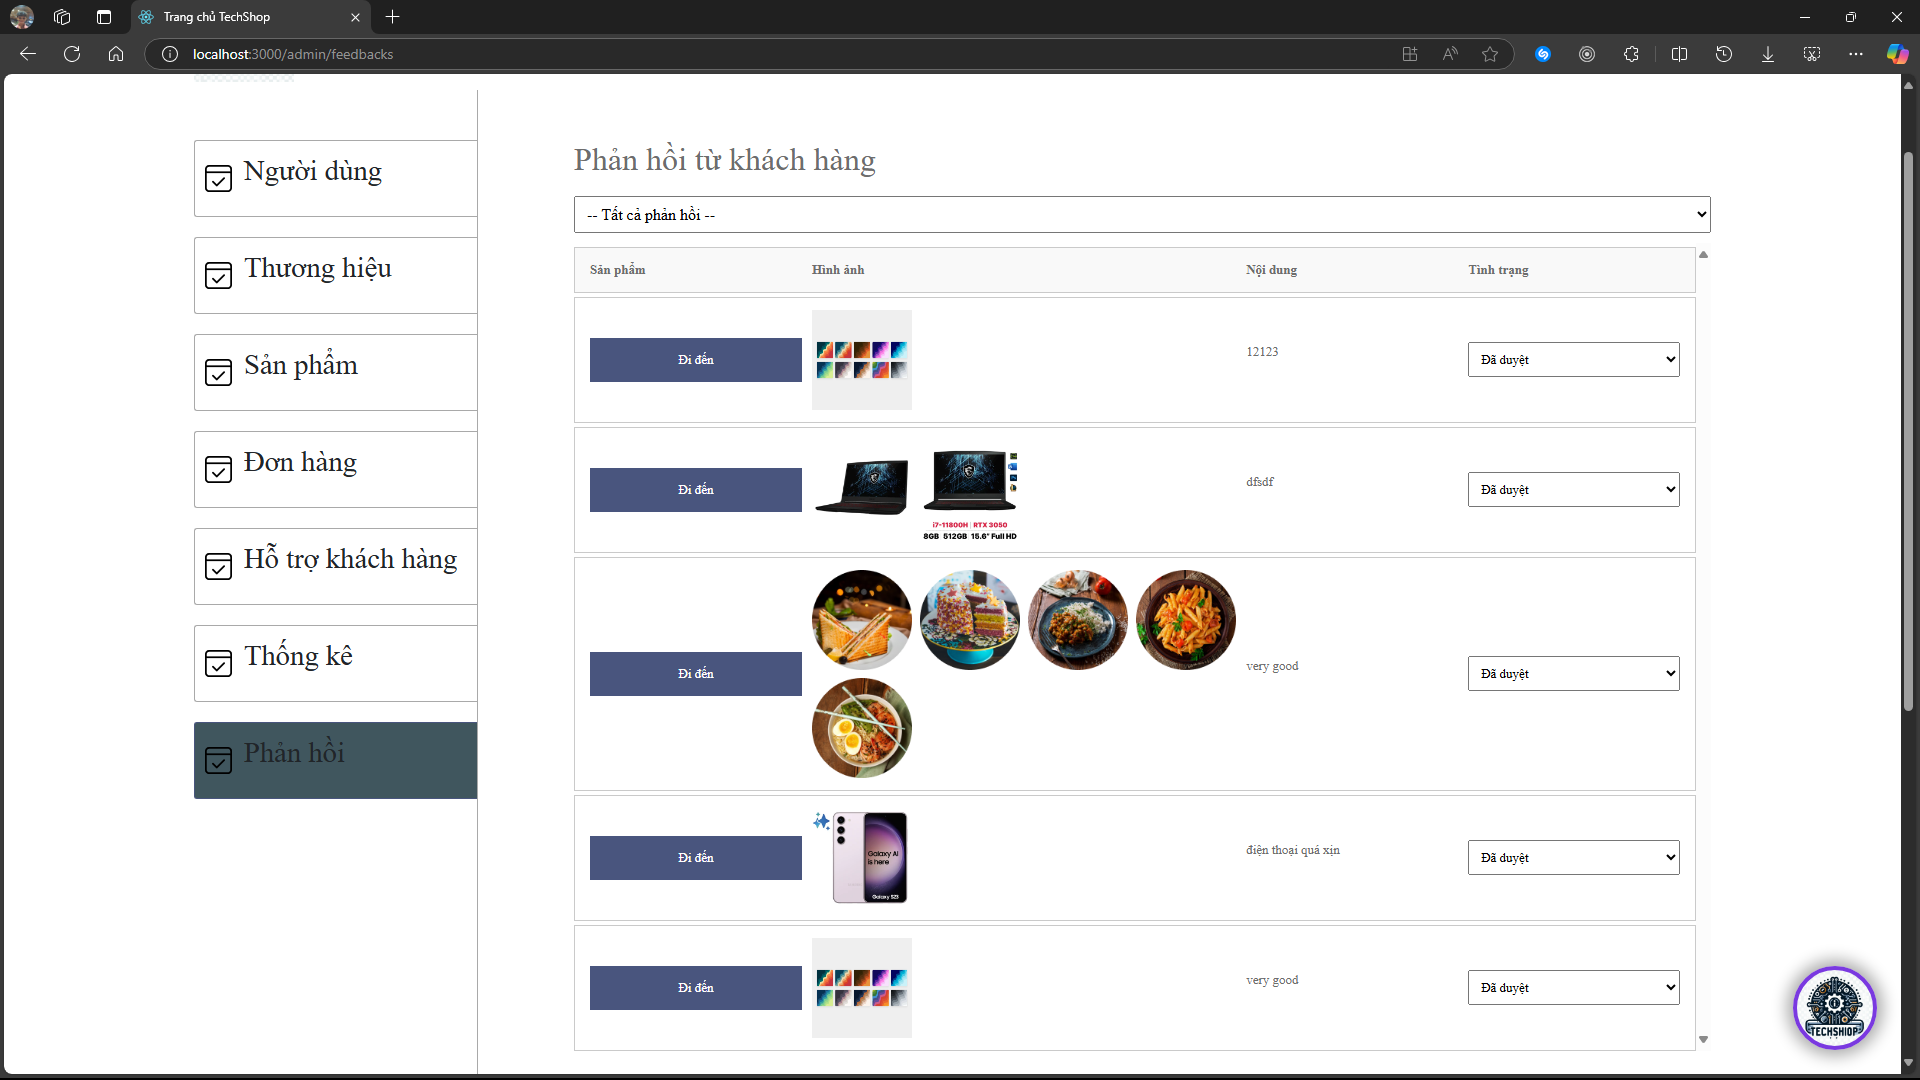 Trang chủ TechShop
localhost:3000/admin/feedbacks
Người dùng
Thương hiệu
Sản phẩm
Đơn hàng
Hỗ trợ khách hàng
Thống kê
Phản hồi
Phản hồi từ khách hàng
-- Tất cả phản hồi --
Sản phẩm Hình ảnh Nội dung Tình trạng
Đi đến 12123 Đã duyệt
Đi đến dfsdf Đã duyệt
i7-11800H | RTX 3050
8GB 512GB 15.6" Full HD
Đi đến very good Đã duyệt
Đi đến điện thoại quá xịn Đã duyệt
Galaxy AI
is here
Galaxy S23
Đi đến very good Đã duyệt
TECHSHIOP